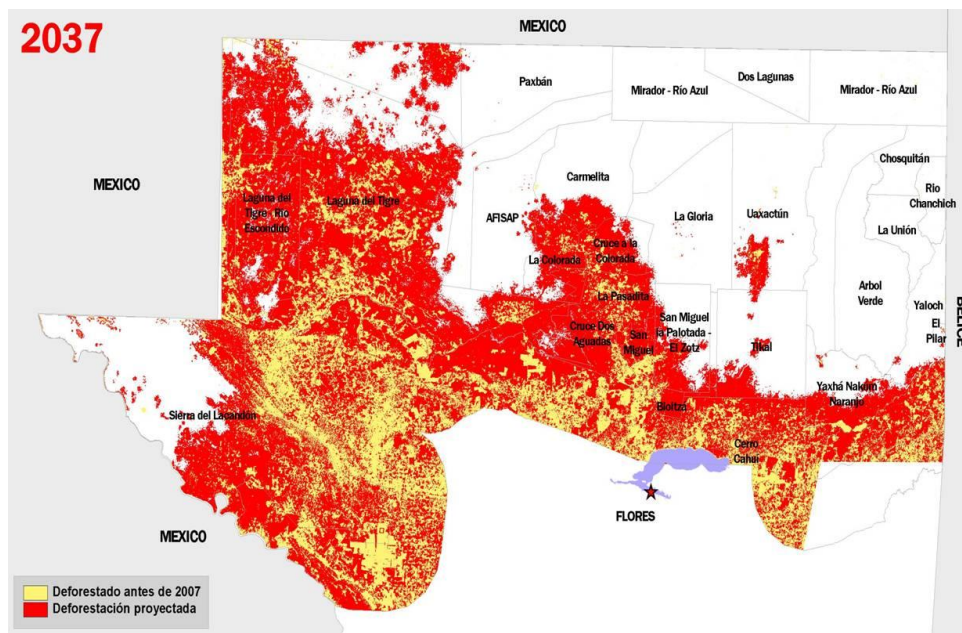 2037
MEXICO
Paxbán
Dos Lagunas
Mirador - Río Azul
Mirador - Río Azul
MEXICO
Chosquitán
Carmelita
Rio
Chanchich
Laguna del
Tigre - Río
Escondido
Laguna del Tigre
AFISAP
La Gloria
Uaxactún
La Unión
Cruce a la
Colorada
La Colorada
Arbol
Verde
La Pasadita
Yaloch
BELICE
San Miguel
la Palotada -
El Zotz
El
Pilar
Cruce Dos
Aguadas
San
Miguel
Tikal
Yaxhá Nakum
Naranjo
Sierra del Lacandón
Bioitza
Cerro
Cahuí
FLORES
MEXICO
Deforestado antes de 2007
Deforestación proyectada